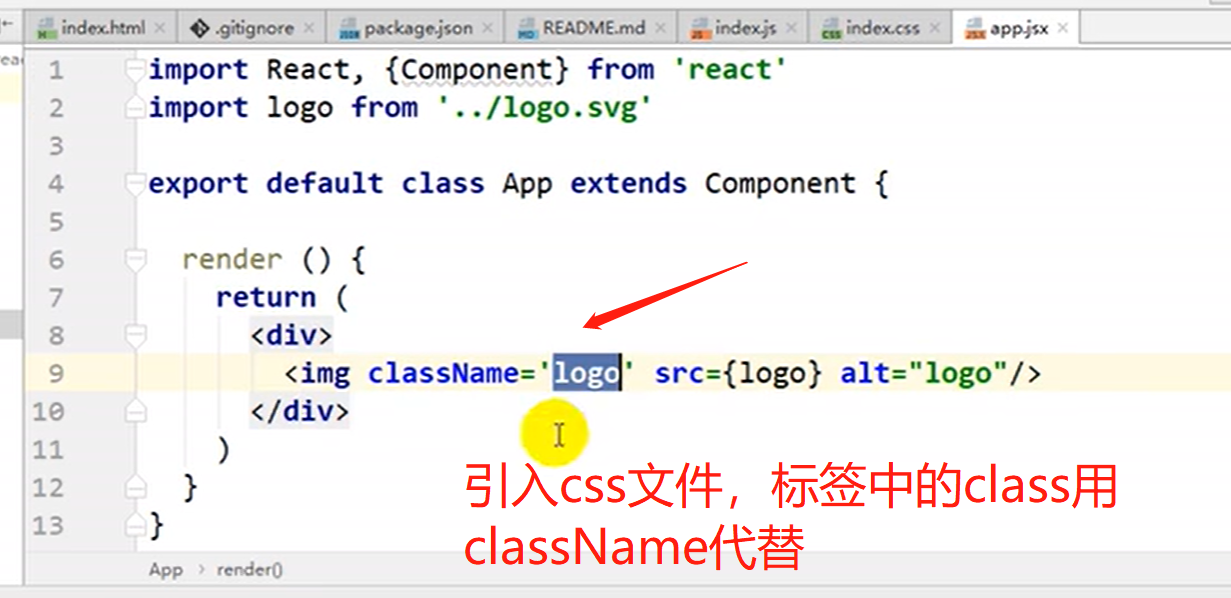 index.html
.gitignore
package.json
README.md
index.js
index.css
app.jsx
1 import React, {Component} from 'react'
2 import logo from '../logo.svg'
3
4 export default class App extends Component {
5
6 render () {
7 return (
8 <div>
9 <img className='logo' src={logo} alt="logo"/>
10 </div>
11 )
12 }
13 }
引入css文件，标签中的class用
className代替
App › render()